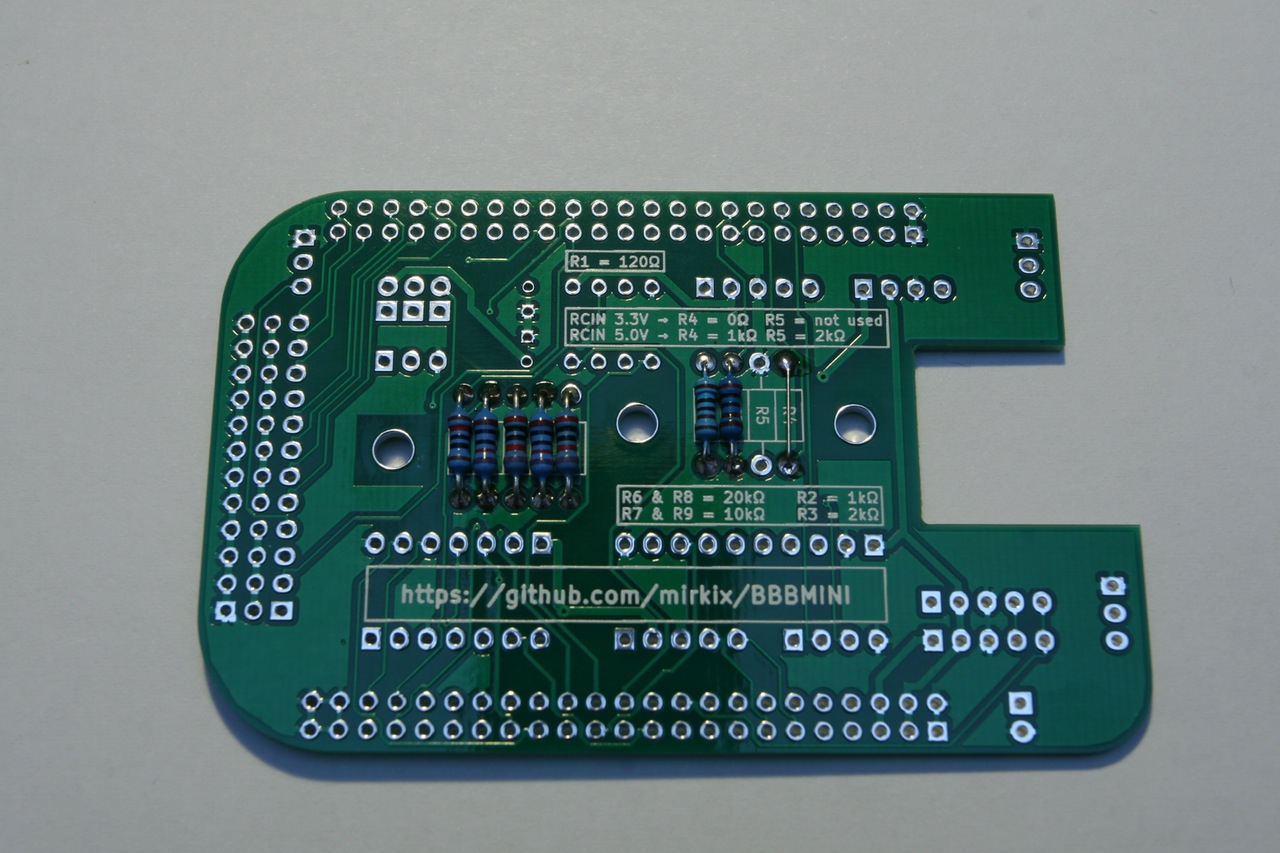 R1 = 120Ω
RCIN 3.3V → R4 = 0Ω R5 = not used
RCIN 5.0V → R4 = 1kΩ R5 = 2kΩ
R5
R4
R6 & R8 = 20kΩ R2 = 1kΩ
R7 & R9 = 10kΩ R3 = 2kΩ
https://github.com/mirkix/BBBMINI